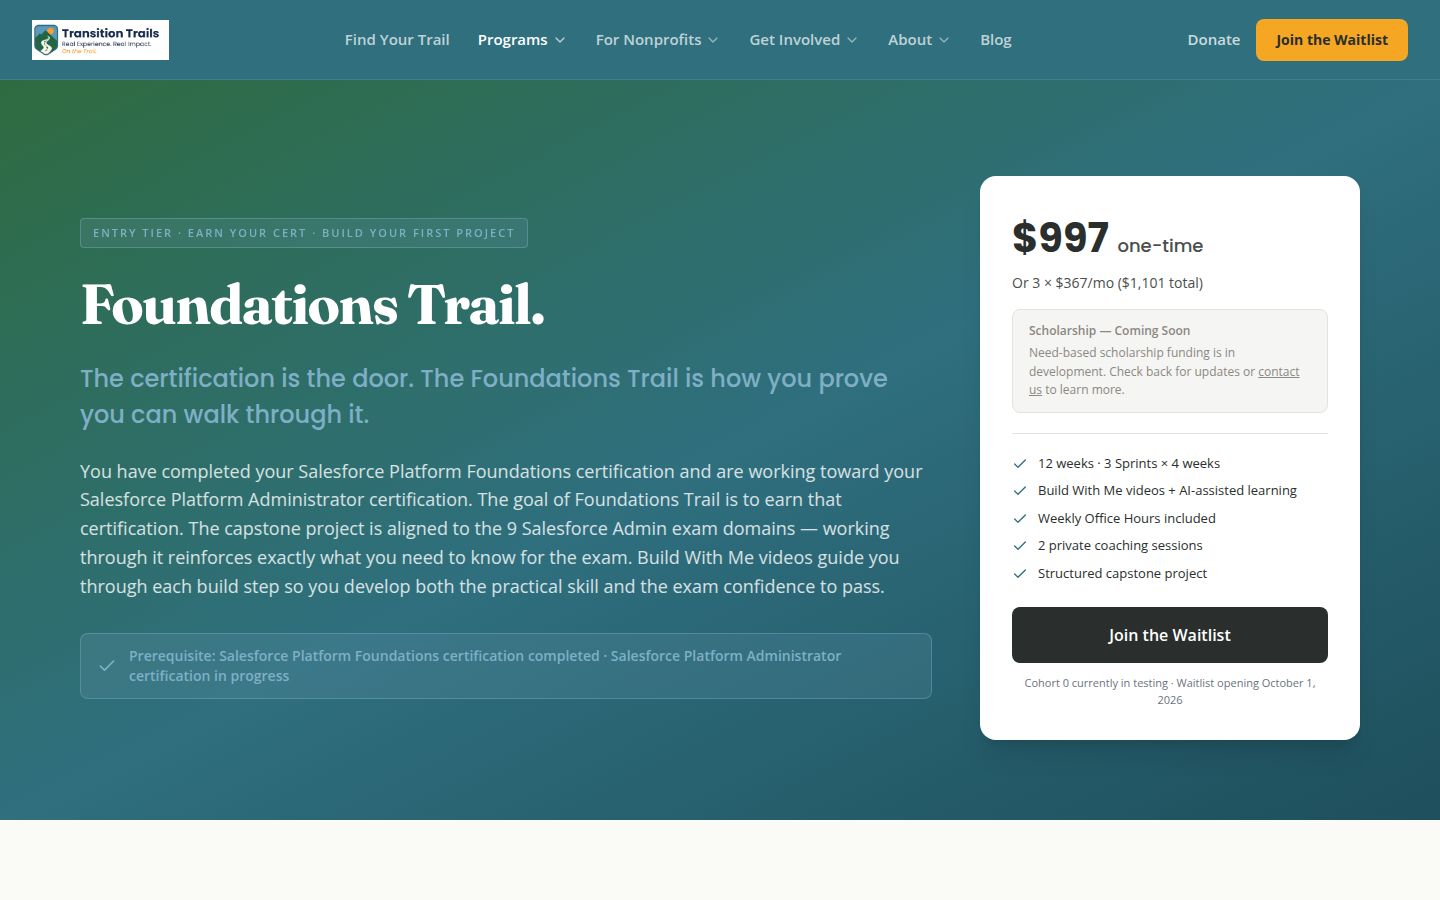 Transition Trails
Real Experience. Real Impact.
On the Trail.
Find Your Trail
Programs
For Nonprofits
Get Involved
About
Blog
Donate
Join the Waitlist
ENTRY TIER · EARN YOUR CERT · BUILD YOUR FIRST PROJECT
Foundations Trail.
The certification is the door. The Foundations Trail is how you prove
you can walk through it.
You have completed your Salesforce Platform Foundations certification and are working toward your
Salesforce Platform Administrator certification. The goal of Foundations Trail is to earn that
certification. The capstone project is aligned to the 9 Salesforce Admin exam domains — working
through it reinforces exactly what you need to know for the exam. Build With Me videos guide you
through each build step so you develop both the practical skill and the exam confidence to pass.
Prerequisite: Salesforce Platform Foundations certification completed · Salesforce Platform Administrator
certification in progress
$997 one-time
Or 3 × $367/mo ($1,101 total)
Scholarship — Coming Soon
Need-based scholarship funding is in
development. Check back for updates or contact
us to learn more.
12 weeks · 3 Sprints × 4 weeks
Build With Me videos + AI-assisted learning
Weekly Office Hours included
2 private coaching sessions
Structured capstone project
Join the Waitlist
Cohort 0 currently in testing · Waitlist opening October 1,
2026